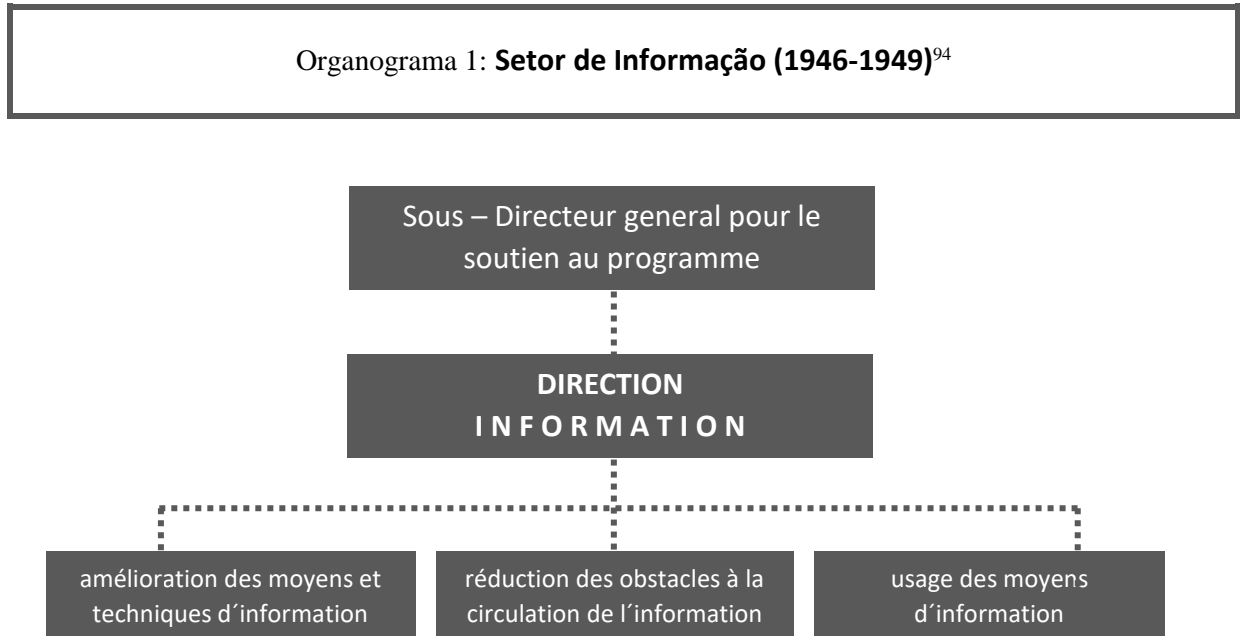 Organograma 1: Setor de Informação (1946-1949)94
Sous – Directeur general pour le
soutien au programme
DIRECTION
I N F O R M A T I O N
amélioration des moyens et
techniques d´information
réduction des obstacles à la
circulation de l´information
usage des moyens
d´information